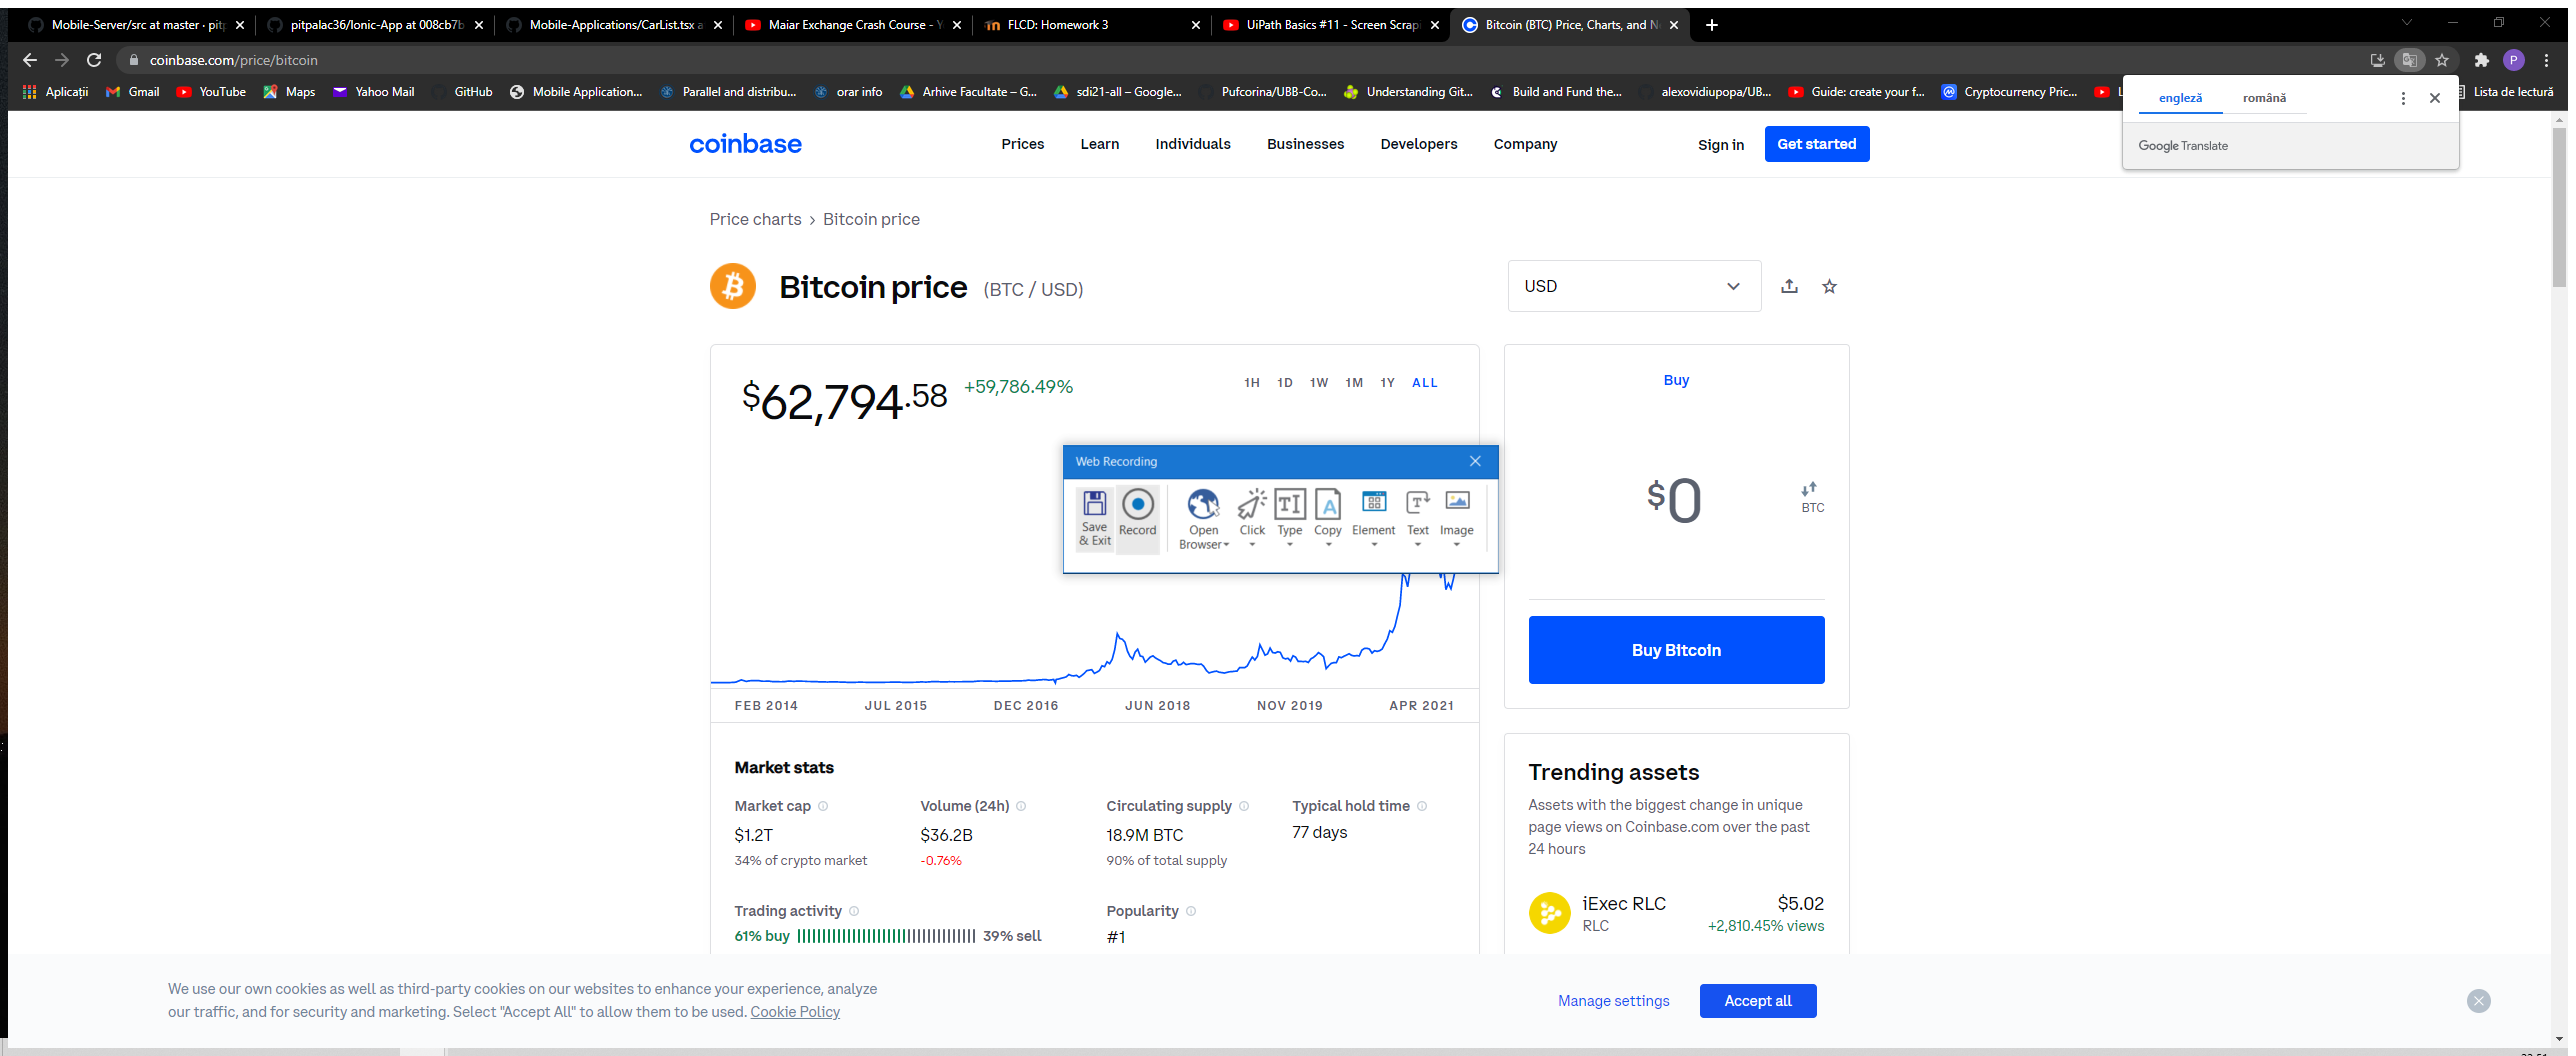 Mobile-Server/src at master · pitp
pitpalac36/Ionic-App at 008cb7b
Mobile-Applications/CarList.tsx a
Maiar Exchange Crash Course - Y
FLCD: Homework 3
UiPath Basics #11 - Screen Scrapi
Bitcoin (BTC) Price, Charts, and N
coinbase.com/price/bitcoin
P
Aplicații
Gmail
YouTube
Maps
Yahoo Mail
GitHub
Mobile Application...
Parallel and distribu...
orar info
Arhive Facultate – G...
sdi21-all – Google...
Pufcorina/UBB-Co...
Understanding Git...
Build and Fund the...
alexovidiupopa/UB...
Guide: create your f...
Cryptocurrency Pric...
L
Lista de lectură
engleză
română
Google Translate
coinbase
Prices
Learn
Individuals
Businesses
Developers
Company
Sign in
Get started
Price charts › Bitcoin price
Bitcoin price (BTC / USD)
USD
$62,794.58 +59,786.49%
1H 1D 1W 1M 1Y ALL
Web Recording
Save & Exit
Record
Open Browser
Click
Type
Copy
Element
Text
Image
FEB 2014
JUL 2015
DEC 2016
JUN 2018
NOV 2019
APR 2021
Buy
$0
BTC
Buy Bitcoin
Market stats
Market cap
$1.2T
34% of crypto market
Volume (24h)
$36.2B
-0.76%
Circulating supply
18.9M BTC
90% of total supply
Typical hold time
77 days
Trading activity
61% buy
39% sell
Popularity
#1
Trending assets
Assets with the biggest change in unique
page views on Coinbase.com over the past
24 hours
iExec RLC
RLC
$5.02
+2,810.45% views
We use our own cookies as well as third-party cookies on our websites to enhance your experience, analyze
our traffic, and for security and marketing. Select "Accept All" to allow them to be used. Cookie Policy
Manage settings
Accept all